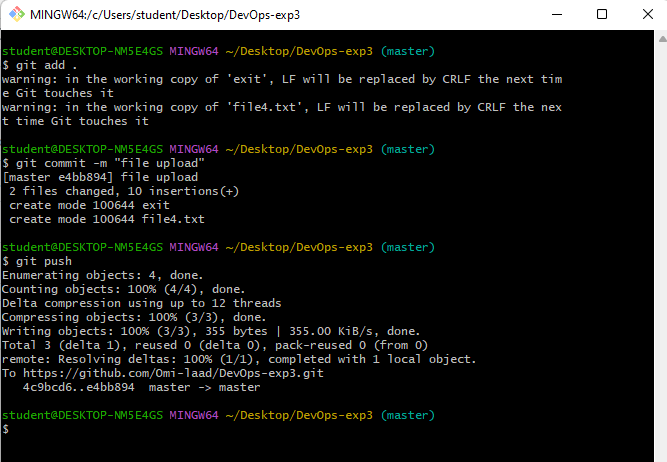 MINGW64:/c/Users/student/Desktop/DevOps-exp3
student@DESKTOP-NM5E4GS MINGW64 ~/Desktop/DevOps-exp3 (master)
$ git add .
warning: in the working copy of 'exit', LF will be replaced by CRLF the next tim
e Git touches it
warning: in the working copy of 'file4.txt', LF will be replaced by CRLF the nex
t time Git touches it
student@DESKTOP-NM5E4GS MINGW64 ~/Desktop/DevOps-exp3 (master)
$ git commit -m "file upload"
[master e4bb894] file upload
 2 files changed, 10 insertions(+)
 create mode 100644 exit
 create mode 100644 file4.txt
student@DESKTOP-NM5E4GS MINGW64 ~/Desktop/DevOps-exp3 (master)
$ git push
Enumerating objects: 4, done.
Counting objects: 100% (4/4), done.
Delta compression using up to 12 threads
Compressing objects: 100% (3/3), done.
Writing objects: 100% (3/3), 355 bytes | 355.00 KiB/s, done.
Total 3 (delta 1), reused 0 (delta 0), pack-reused 0 (from 0)
remote: Resolving deltas: 100% (1/1), completed with 1 local object.
To https://github.com/Omi-laad/DevOps-exp3.git
   4c9bcd6..e4bb894  master -> master
student@DESKTOP-NM5E4GS MINGW64 ~/Desktop/DevOps-exp3 (master)
$